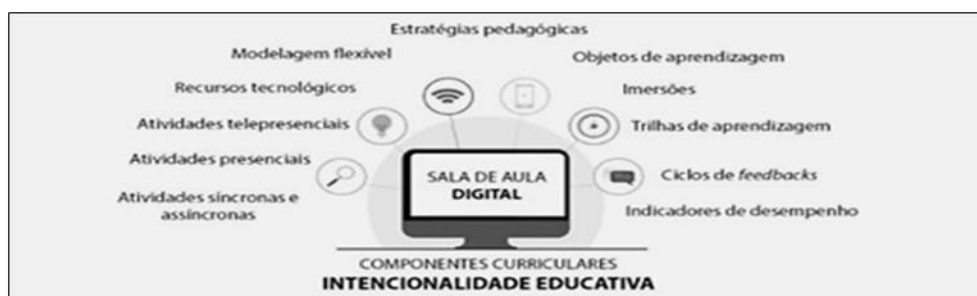 Estratégias pedagógicas
Modelagem flexível
Objetos de aprendizagem
Recursos tecnológicos
Imersões
Atividades telepresenciais
Trilhas de aprendizagem
Atividades presenciais
Ciclos de feedbacks
Atividades síncronas e
assíncronas
Indicadores de desempenho
SALA DE AULA
DIGITAL
COMPONENTES CURRICULARES
INTENCIONALIDADE EDUCATIVA